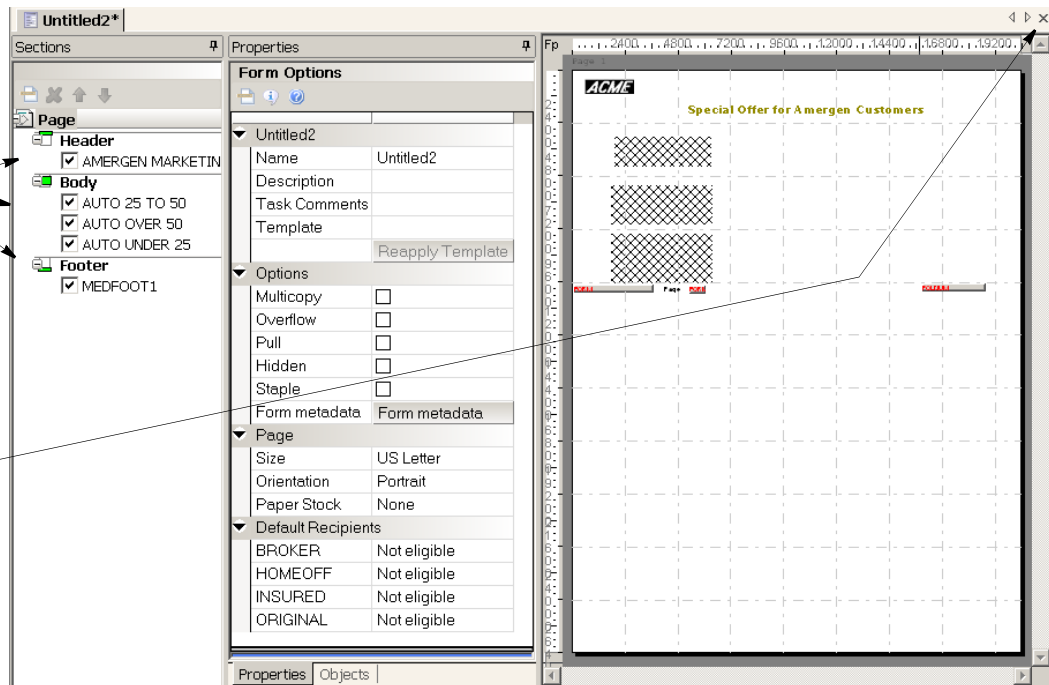 Untitled2*
Sections
Page
Header
AMERGEN MARKETIN
Body
AUTO 25 TO 50
AUTO OVER 50
AUTO UNDER 25
Footer
MEDFOOT1
Properties
Form Options
Untitled2
Name Untitled2
Description
Task Comments
Template
Reapply Template
Options
Multicopy
Overflow
Pull
Hidden
Staple
Form metadata Form metadata
Page
Size US Letter
Orientation Portrait
Paper Stock None
Default Recipients
BROKER Not eligible
HOMEOFF Not eligible
INSURED Not eligible
ORIGINAL Not eligible
Properties Objects
Fp 2400 4800 7200 9600 12000 14400 16800 19200
Page 1
ACME
Special Offer for Amergen Customers
Page